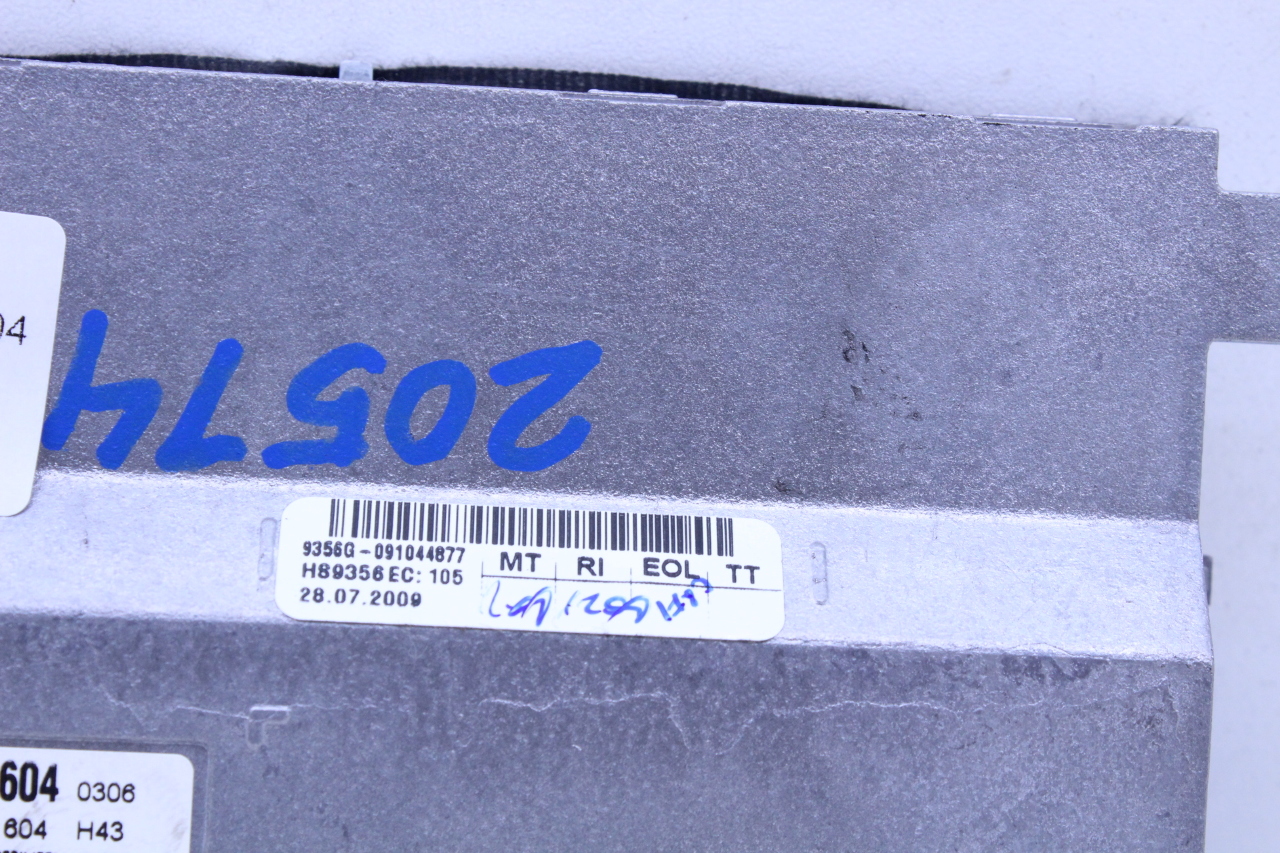 04
20574
9356G-091044877
H89356 EC: 105
28.07.2009
MT RI EOL TT
604 0306
604 H43